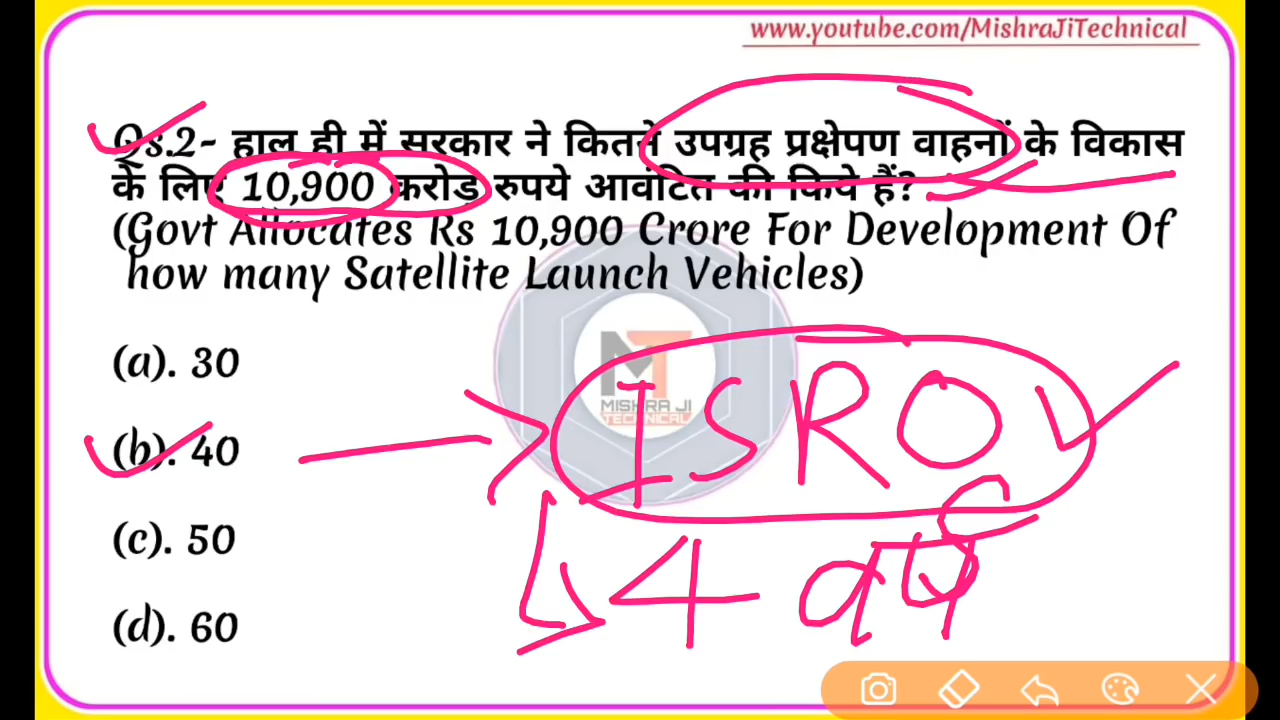 www.youtube.com/MishraJiTechnical
Qs.2- हाल ही में सरकार ने कितने उपग्रह प्रक्षेपण वाहनों के विकास
के लिए 10,900 करोड़ रुपये आवंटित की किये हैं?
(Govt Allocates Rs 10,900 Crore For Development Of
how many Satellite Launch Vehicles)
(a). 30
(b). 40
(c). 50
(d). 60
MT
MISHRA JI
TECHNICAL
ISRO
4 वर्ष